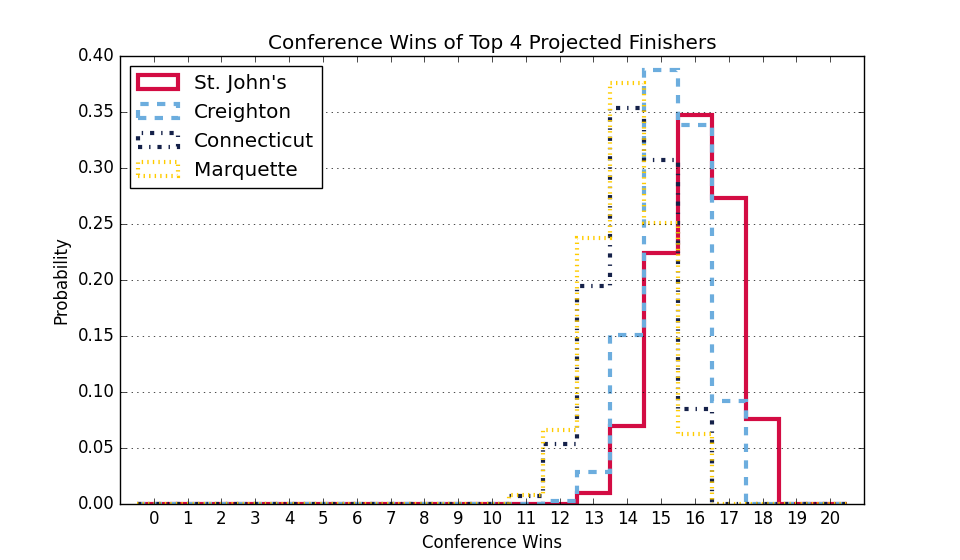 Conference Wins of Top 4 Projected Finishers
0.40
0.35
0.30
0.25
0.20
0.15
0.10
0.05
0.00
Probability
St. John's
Creighton
Connecticut
Marquette
0 1 2 3 4 5 6 7 8 9 10 11 12 13 14 15 16 17 18 19 20
Conference Wins